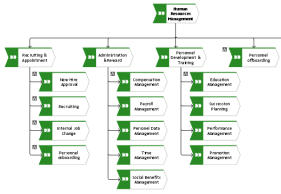 Human
Resources
Management
Recruiting &
Appointment
Administration
&Reward
Personnel
Development &
Training
Personnel
offboarding
New-Hire
Approval
Recruiting
Internal Job
Change
Personnel
onboarding
Compensation
Management
Payroll
Management
Personnel Data
Management
Time
Management
Social Benefits
Management
Education
Management
Succession
Planning
Performance
Management
Promotion
Management